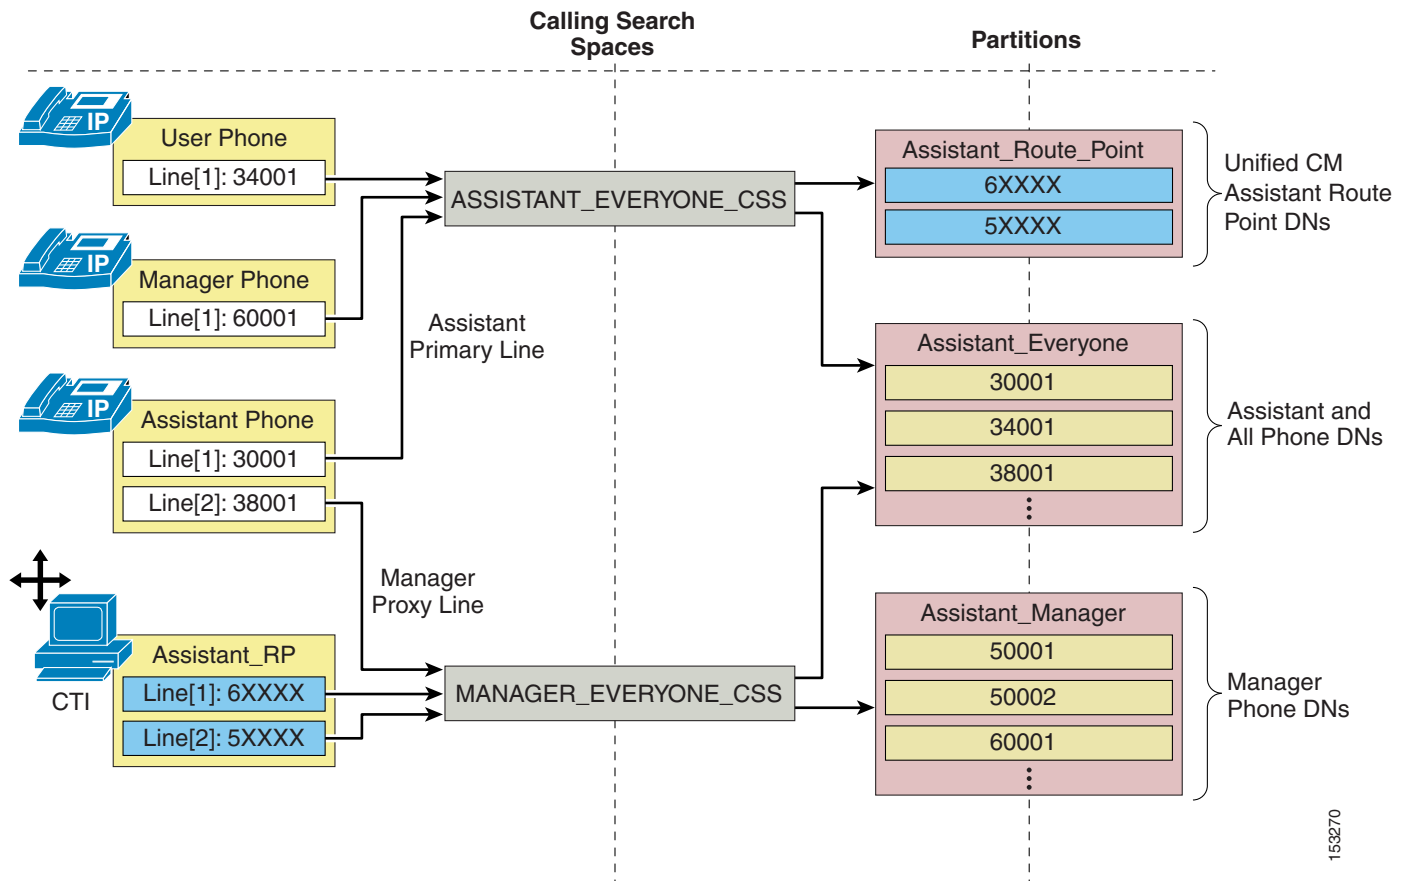 Calling Search
Spaces
Partitions
IP
User Phone
Line[1]: 34001
IP
Manager Phone
Line[1]: 60001
IP
Assistant Phone
Line[1]: 30001
Line[2]: 38001
CTI
Assistant_RP
Line[1]: 6XXXX
Line[2]: 5XXXX
Assistant
Primary Line
Manager
Proxy Line
ASSISTANT_EVERYONE_CSS
MANAGER_EVERYONE_CSS
Assistant_Route_Point
6XXXX
5XXXX
Unified CM
Assistant Route
Point DNs
Assistant_Everyone
30001
34001
38001
Assistant and
All Phone DNs
Assistant_Manager
50001
50002
60001
Manager
Phone DNs
153270